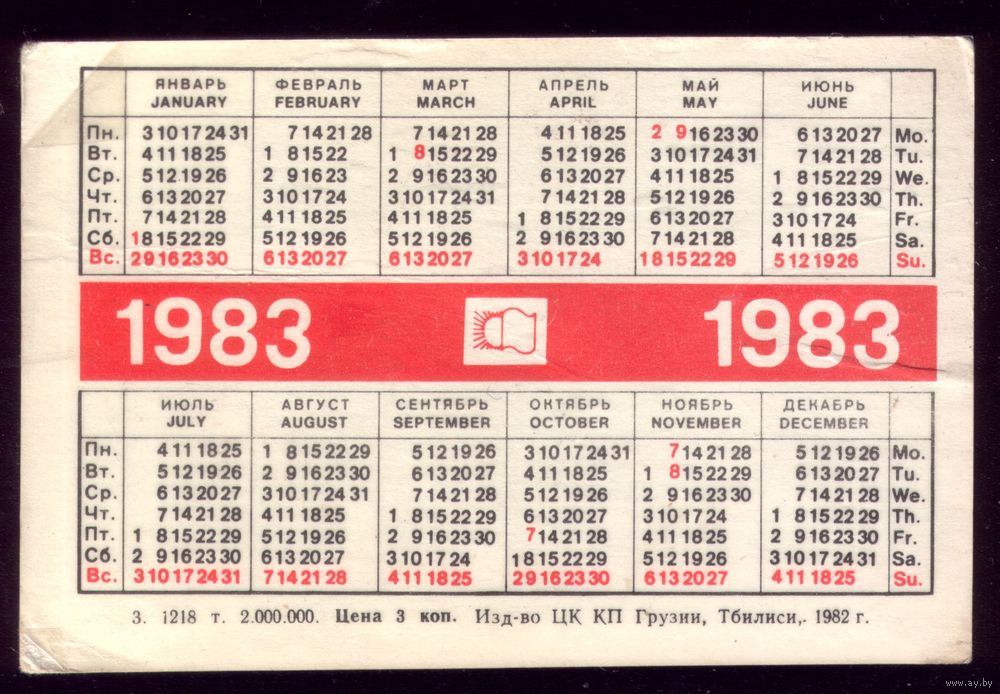 ЯНВАРЬ ФЕВРАЛЬ МАРТ АПРЕЛЬ МАЙ ИЮНЬ
JANUARY FEBRUARY MARCH APRIL MAY JUNE
Пн. 3 10 17 24 31 7 14 21 28 7 14 21 28 4 11 18 25 2 9 16 23 30 6 13 20 27 Mo.
Вт. 4 11 18 25 1 8 15 22 1 8 15 22 29 5 12 19 26 3 10 17 24 31 7 14 21 28 Tu.
Ср. 5 12 19 26 2 9 16 23 2 9 16 23 30 6 13 20 27 4 11 18 25 1 8 15 22 29 We.
Чт. 6 13 20 27 3 10 17 24 3 10 17 24 31 7 14 21 28 5 12 19 26 2 9 16 23 30 Th.
Пт. 7 14 21 28 4 11 18 25 4 11 18 25 1 8 15 22 29 6 13 20 27 3 10 17 24 Fr.
Сб. 1 8 15 22 29 5 12 19 26 5 12 19 26 2 9 16 23 30 7 14 21 28 4 11 18 25 Sa.
Вс. 2 9 16 23 30 6 13 20 27 6 13 20 27 3 10 17 24 1 8 15 22 29 5 12 19 26 Su.
1983 1983
ИЮЛЬ АВГУСТ СЕНТЯБРЬ ОКТЯБРЬ НОЯБРЬ ДЕКАБРЬ
JULY AUGUST SEPTEMBER OCTOBER NOVEMBER DECEMBER
Пн. 4 11 18 25 1 8 15 22 29 5 12 19 26 3 10 17 24 31 7 14 21 28 5 12 19 26 Mo.
Вт. 5 12 19 26 2 9 16 23 30 6 13 20 27 4 11 18 25 1 8 15 22 29 6 13 20 27 Tu.
Ср. 6 13 20 27 3 10 17 24 31 7 14 21 28 5 12 19 26 2 9 16 23 30 7 14 21 28 We.
Чт. 7 14 21 28 4 11 18 25 1 8 15 22 29 6 13 20 27 3 10 17 24 1 8 15 22 29 Th.
Пт. 1 8 15 22 29 5 12 19 26 2 9 16 23 30 7 14 21 28 4 11 18 25 2 9 16 23 30 Fr.
Сб. 2 9 16 23 30 6 13 20 27 3 10 17 24 1 8 15 22 29 5 12 19 26 3 10 17 24 31 Sa.
Вс. 3 10 17 24 31 7 14 21 28 4 11 18 25 2 9 16 23 30 6 13 20 27 4 11 18 25 Su.
З. 1218 т. 2.000.000. Цена 3 коп. Изд-во ЦК КП Грузии, Тбилиси, 1982 г.
www.ay.by